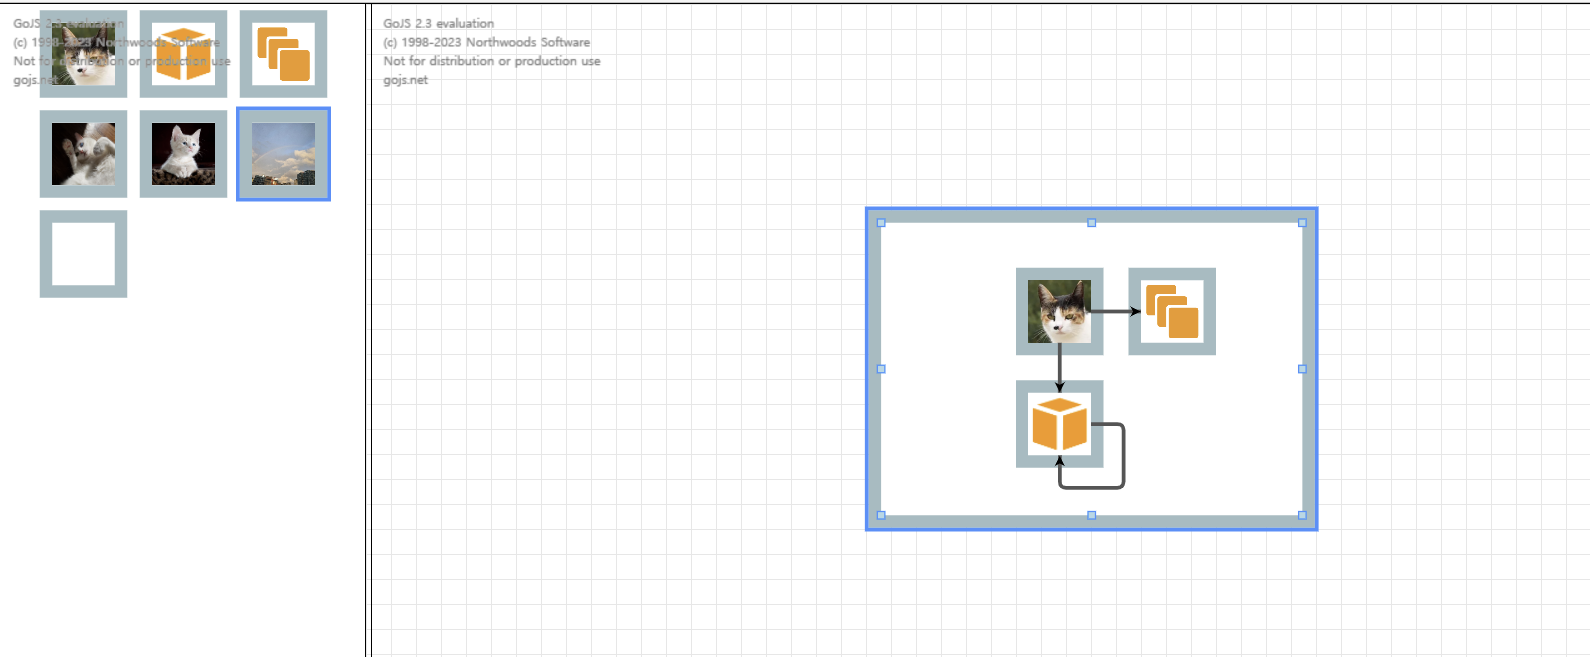 GoJS 2.3 evaluation
(c) 1998-2023 Northwoods Software
Not for distribution or production use
gojs.net
GoJS 2.3 evaluation
(c) 1998-2023 Northwoods Software
Not for distribution or production use
gojs.net